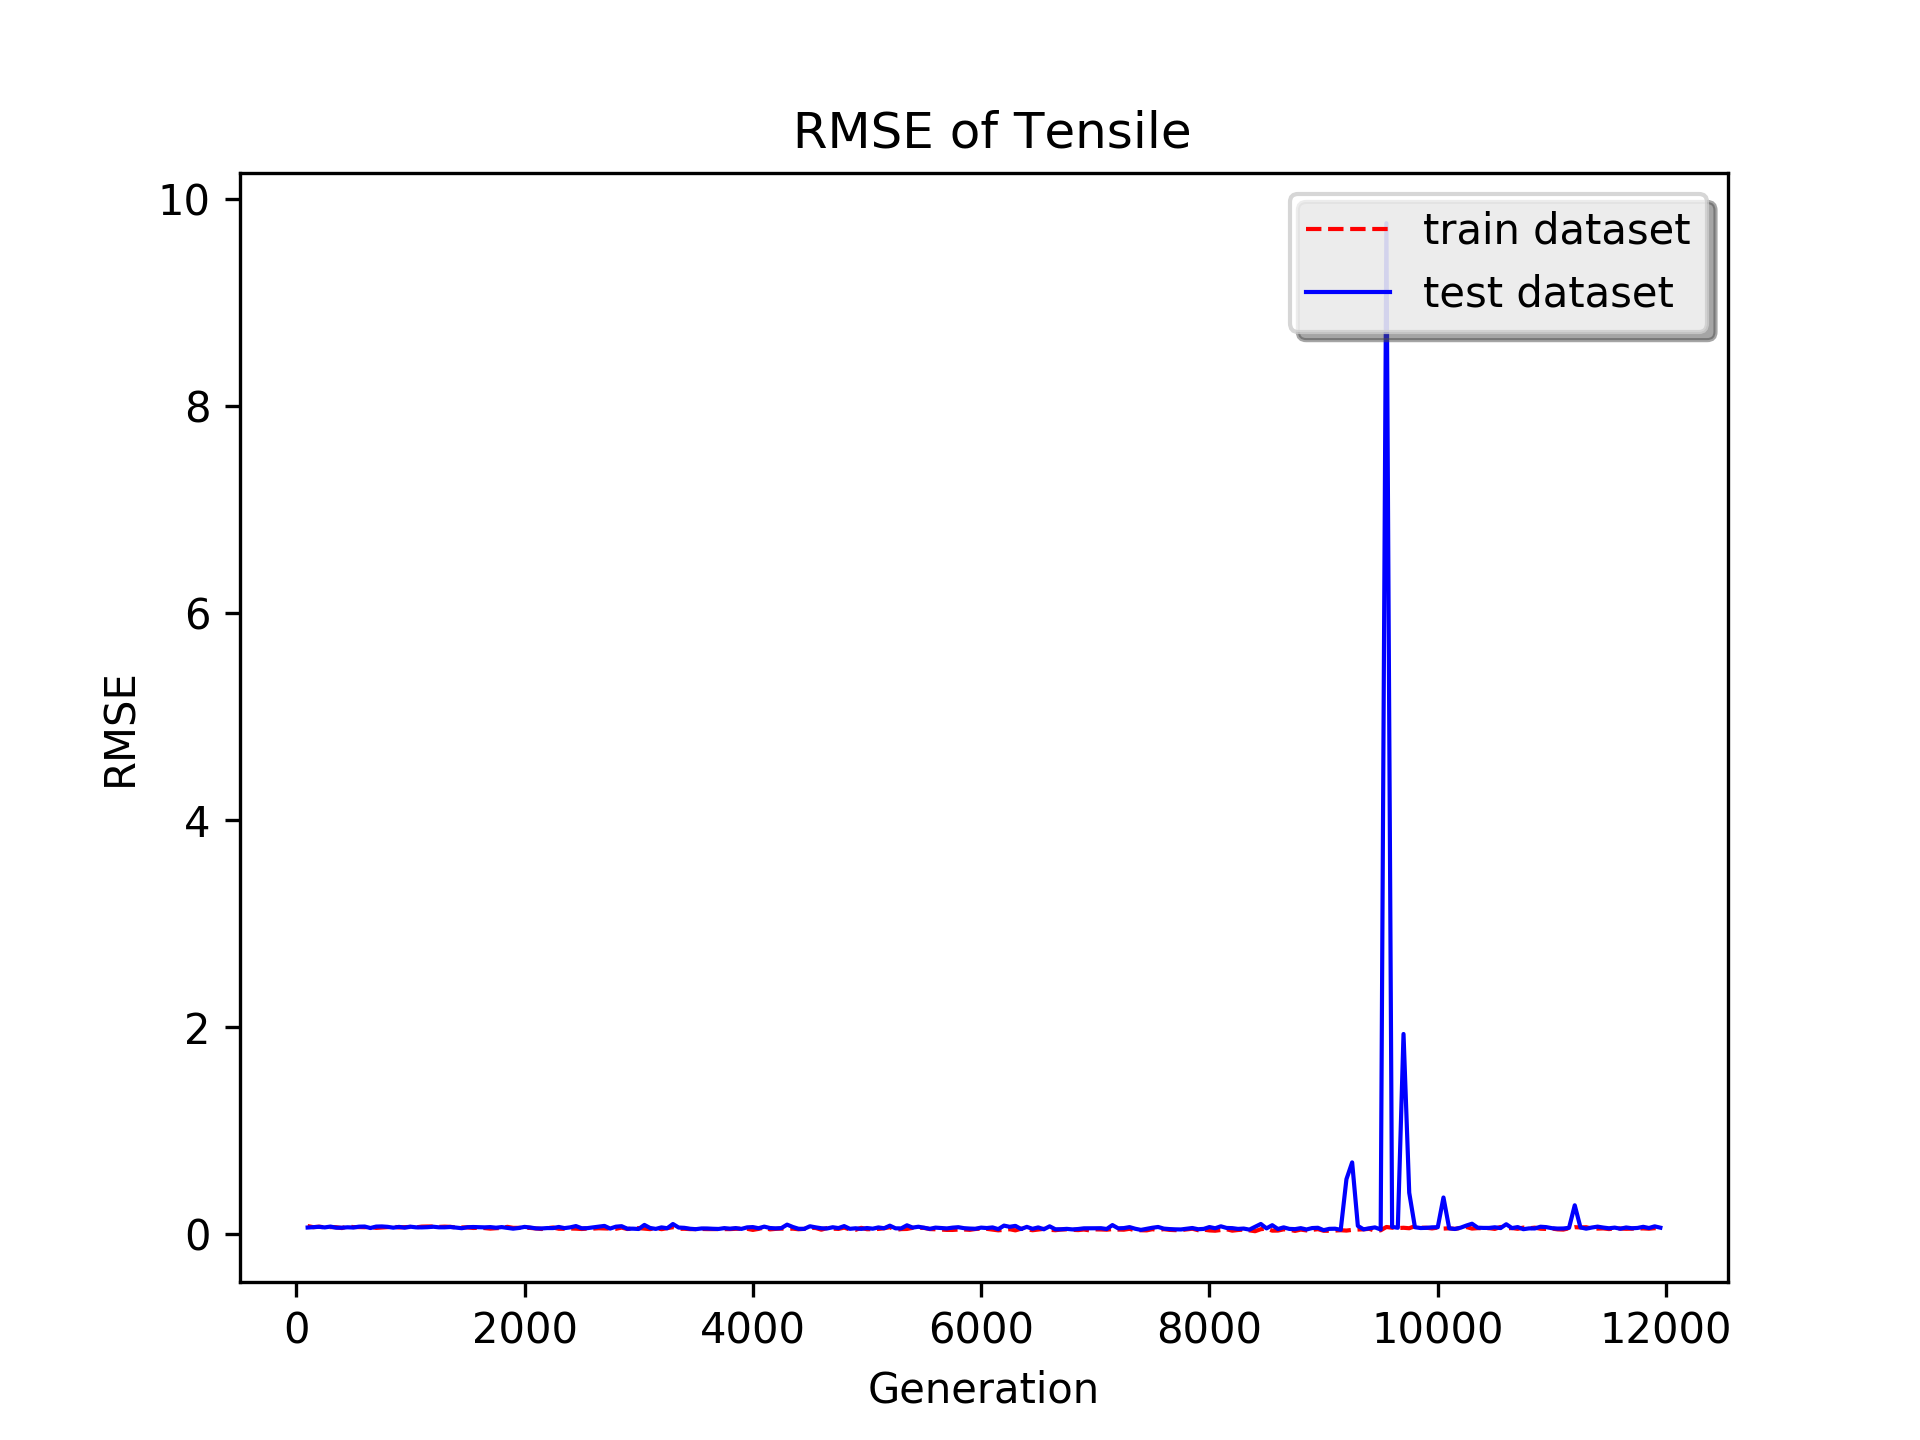 RMSE of Tensile
train dataset
test dataset
10
8
6
4
2
0
RMSE
0 2000 4000 6000 8000 10000 12000
Generation